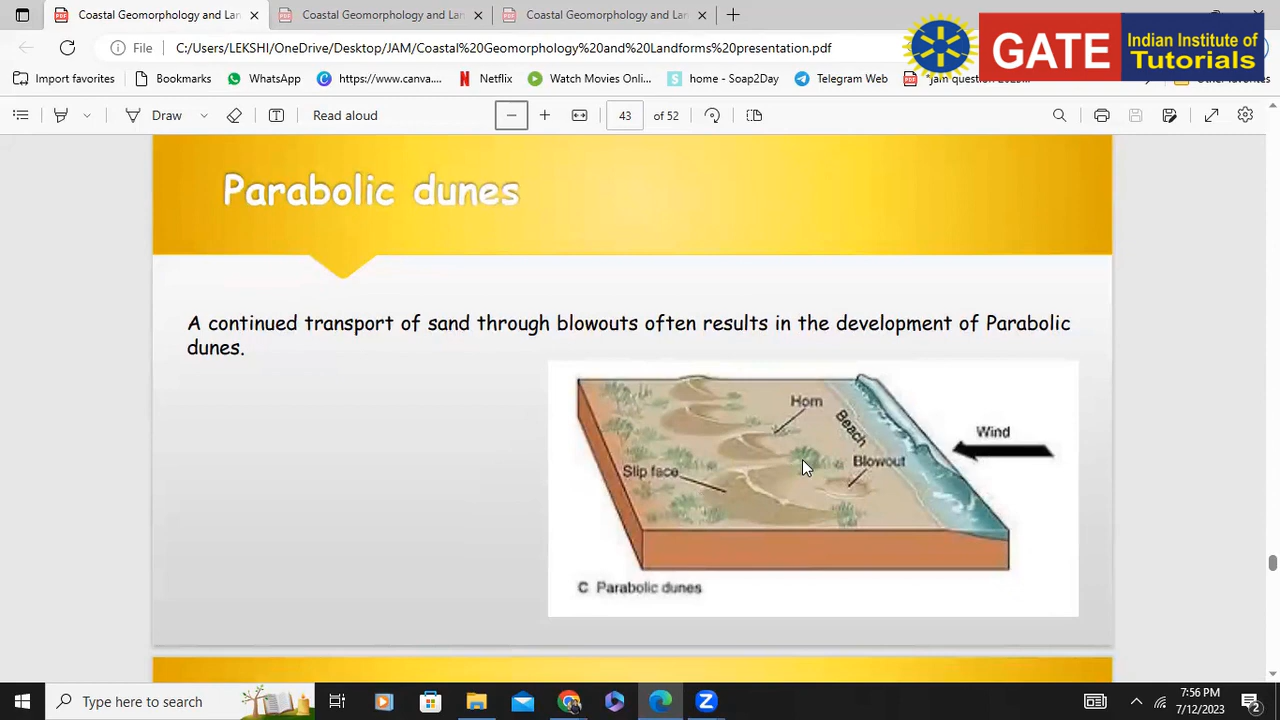 Coastal Geomorphology and Lan
Coastal Geomorphology and Lan
Coastal Geomorphology and Lan
File
C:/Users/LEKSHI/OneDrive/Desktop/JAM/Coastal%20Geomorphology%20and%20Landforms%20presentation.pdf
GATE
Indian Institute of
Tutorials
Import favorites
Bookmarks
WhatsApp
https://www.canva....
Netflix
Watch Movies Onli...
home - Soap2Day
Telegram Web
Draw
Read aloud
43
of 52
Parabolic dunes
A continued transport of sand through blowouts often results in the development of Parabolic
dunes.
Horn
Beach
Wind
Blowout
Slip face
C Parabolic dunes
Type here to search
7:56 PM
7/12/2023
2